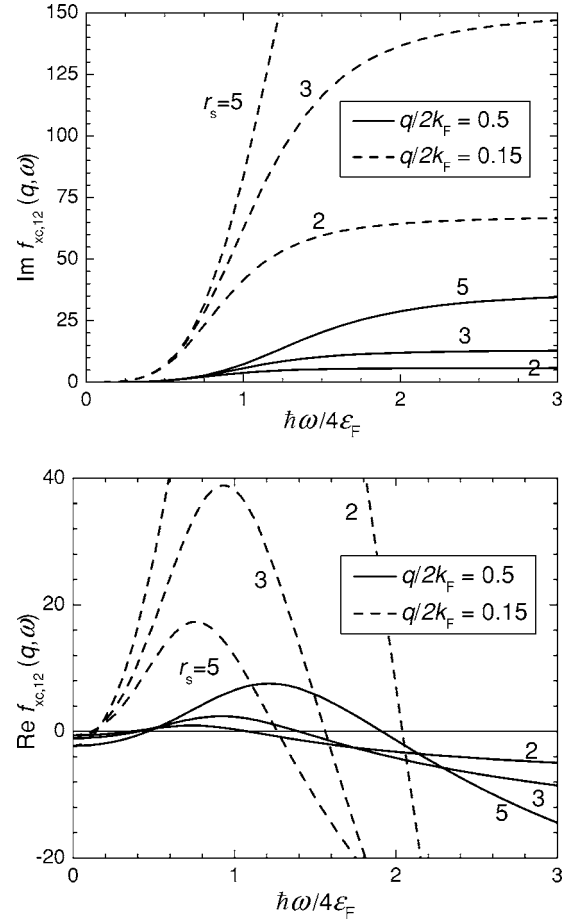 150
125
100
75
50
25
0
Im f_xc,12 (q,ω)
r_s=5
3
2
5
3
2
q/2k_F = 0.5
q/2k_F = 0.15
0 1 2 3
ħω/4ε_F
40
20
0
-20
Re f_xc,12 (q,ω)
2
3
r_s=5
q/2k_F = 0.5
q/2k_F = 0.15
2
3
5
0 1 2 3
ħω/4ε_F